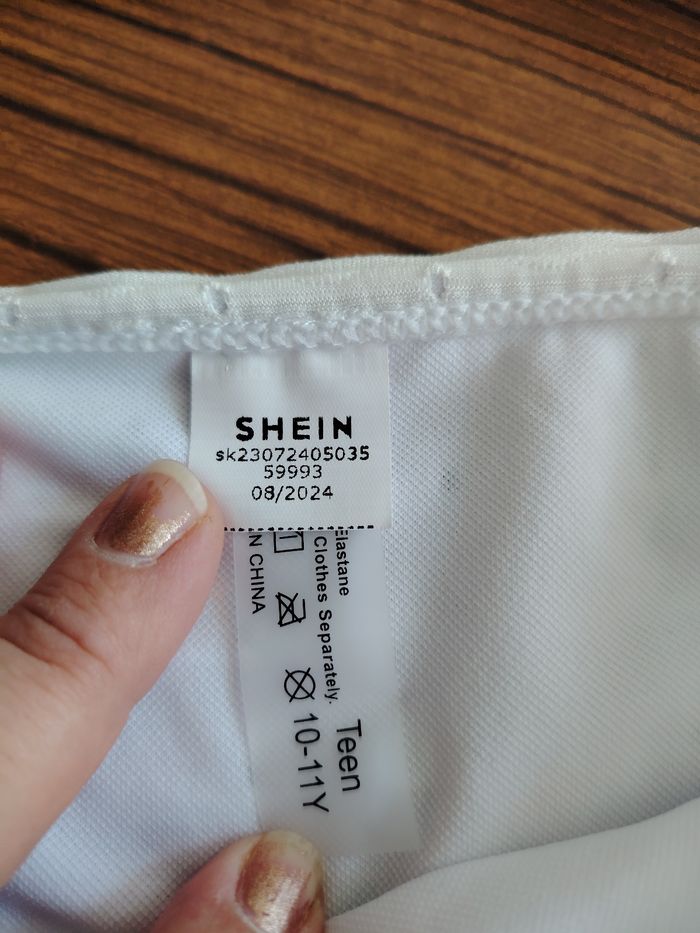 SHEIN
sk23072405035
59993
08/2024
Elastane
Clothes Separately.
N CHINA
Teen
10-11Y